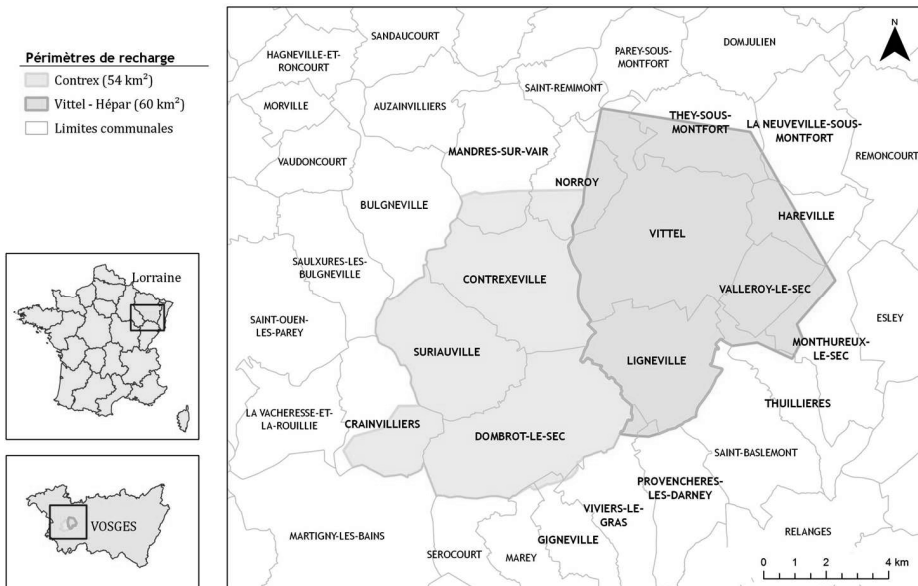 Périmètres de recharge
Contrex (54 km²)
Vittel - Hépar (60 km²)
Limites communales
Lorraine
VOSGES
N
SANDAUCOURT
HAGNEVILLE-ET-
RONCOURT
PAREY-SOUS-
MONTFORT
DOMJULIEN
SAINT-REMIMONT
MORVILLE
AUZAINVILLIERS
THEY-SOUS-
MONTFORT
LA NEUVEVILLE-SOUS-
MONTFORT
MANDRES-SUR-VAIR
VAUDONCOURT
REMONCOURT
NORROY
BULGNEVILLE
HAREVILLE
VITTEL
SAULXURES-LES-
BULGNEVILLE
CONTREXEVILLE
VALLEROY-LE-SEC
SAINT-OUEN-
LES-PAREY
ESLEY
SURIAUVILLE
LIGNEVILLE
MONTHUREUX-
LE-SEC
THUILLIERES
LA VACHERESSE-ET-
LA-ROUILLIE
CRAINVILLIERS
DOMBROT-LE-SEC
SAINT-BASLEMONT
PROVENCHERES-
LES-DARNEY
VIVIERS-LE-
GRAS
MARTIGNY-LES-BAINS
GIGNEVILLE
RELANGES
SEROCOURT
MAREY
0 1 2 4 km